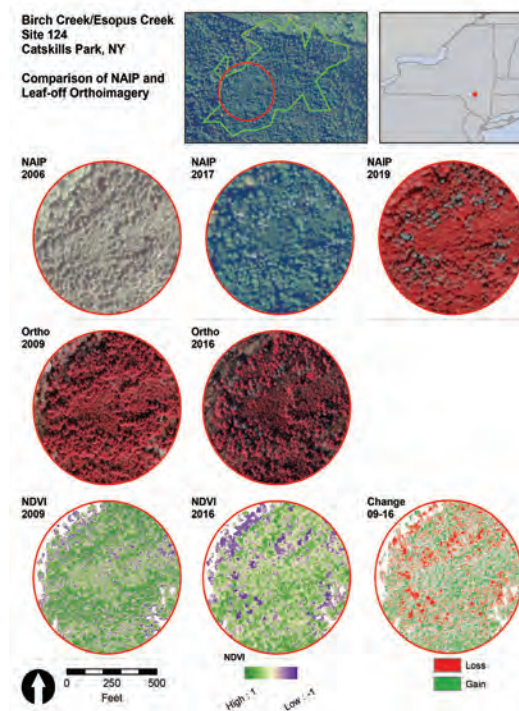 Birch Creek/Esopus Creek
Site 124
Catskills Park, NY
Comparison of NAIP and
Leaf-off Orthoimagery
NAIP
2006
NAIP
2017
NAIP
2019
Ortho
2009
Ortho
2016
NDVI
2009
NDVI
2016
Change
09-16
0 200 500
Feet
NDVI
High : 1
Low : -1
Loss
Gain